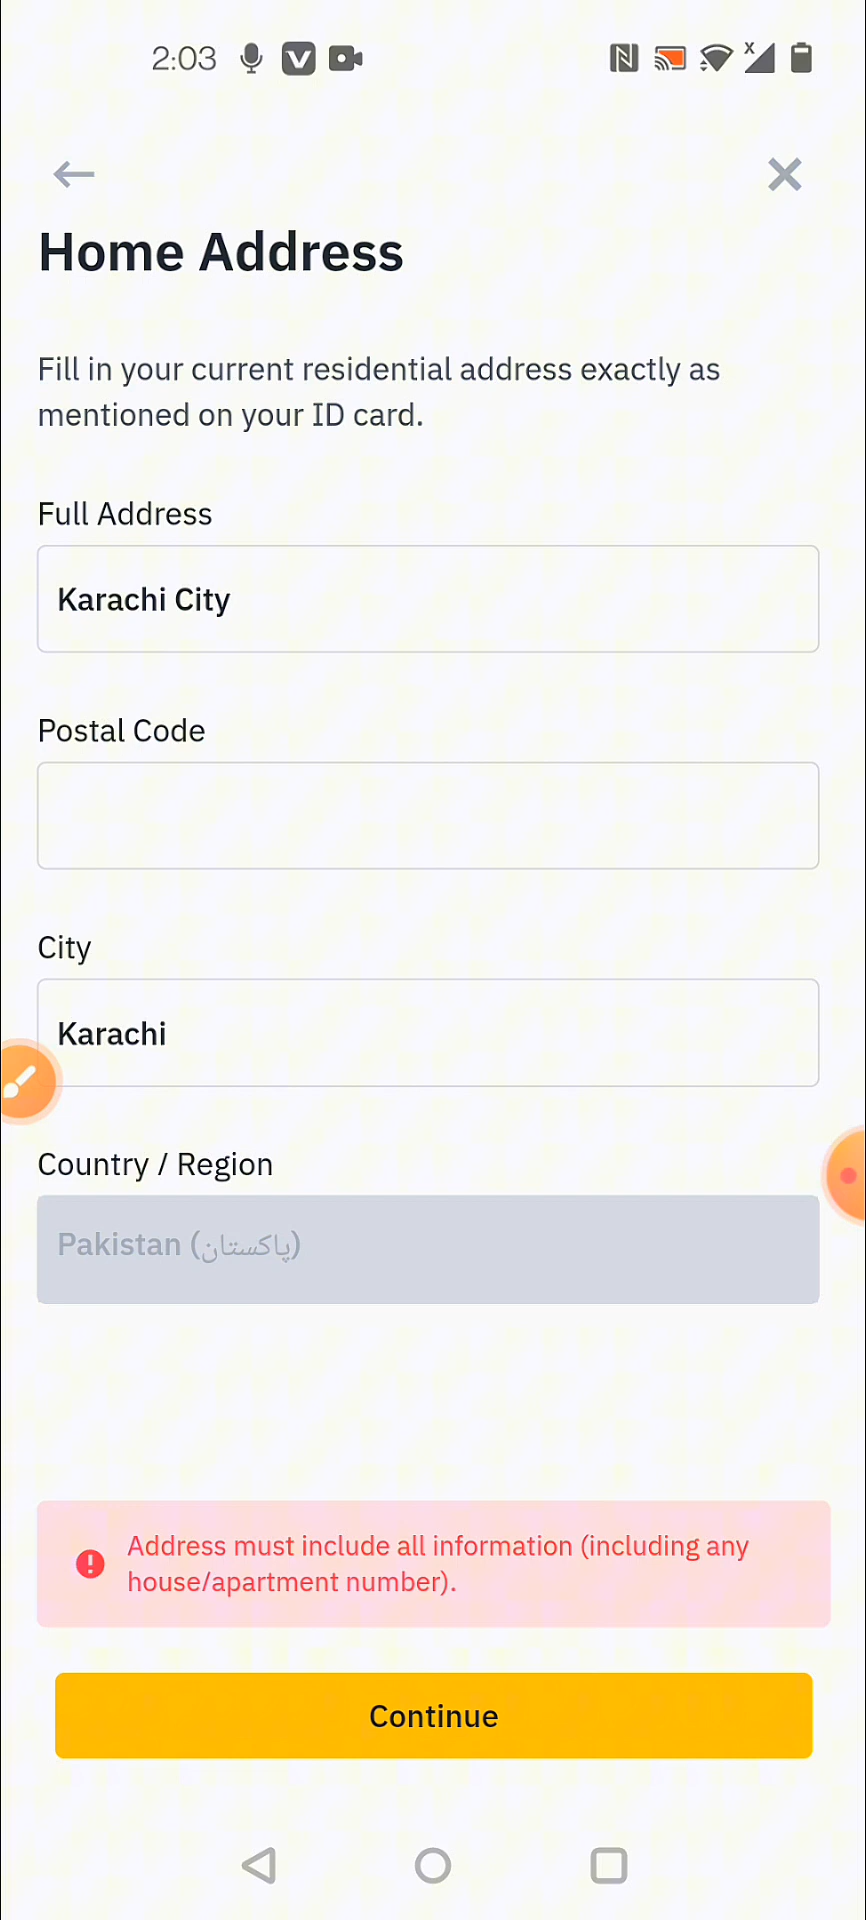 2:03
Home Address
Fill in your current residential address exactly as
mentioned on your ID card.
Full Address
Karachi City
Postal Code
City
Karachi
Country / Region
Pakistan (پاکستان)
Address must include all information (including any
house/apartment number).
Continue